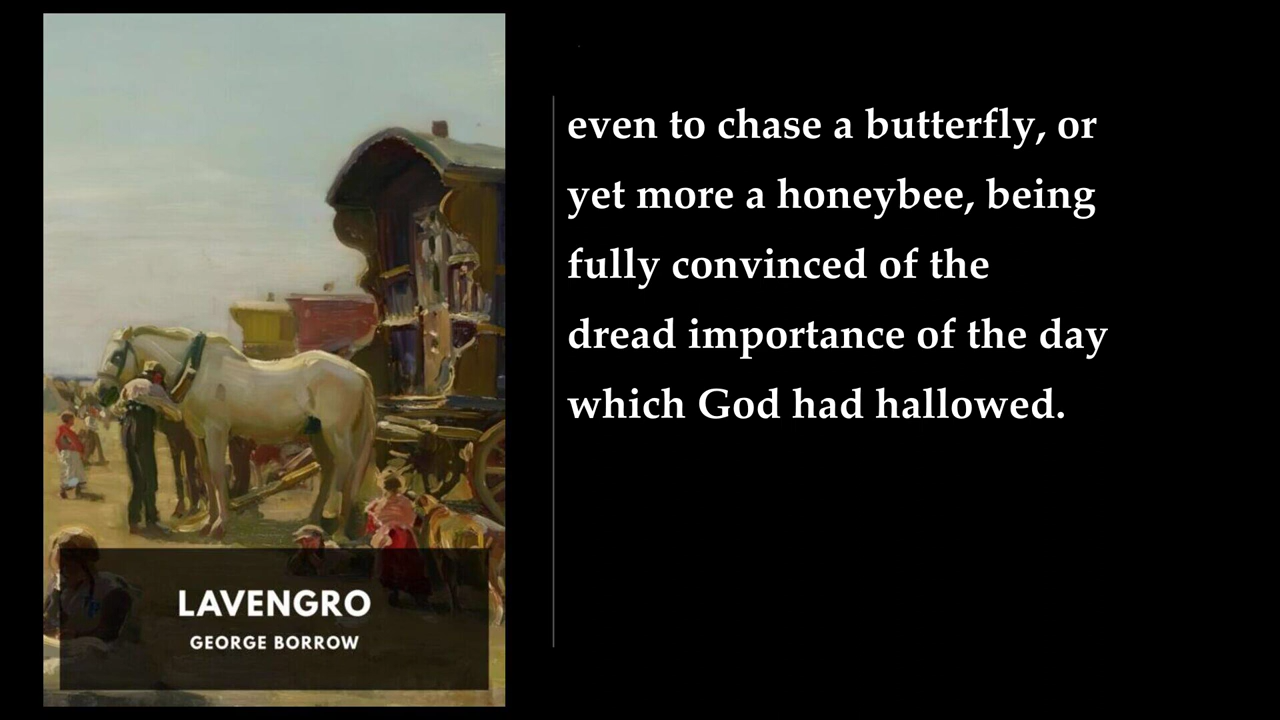 even to chase a butterfly, or
yet more a honeybee, being
fully convinced of the
dread importance of the day
which God had hallowed.
LAVENGRO
GEORGE BORROW